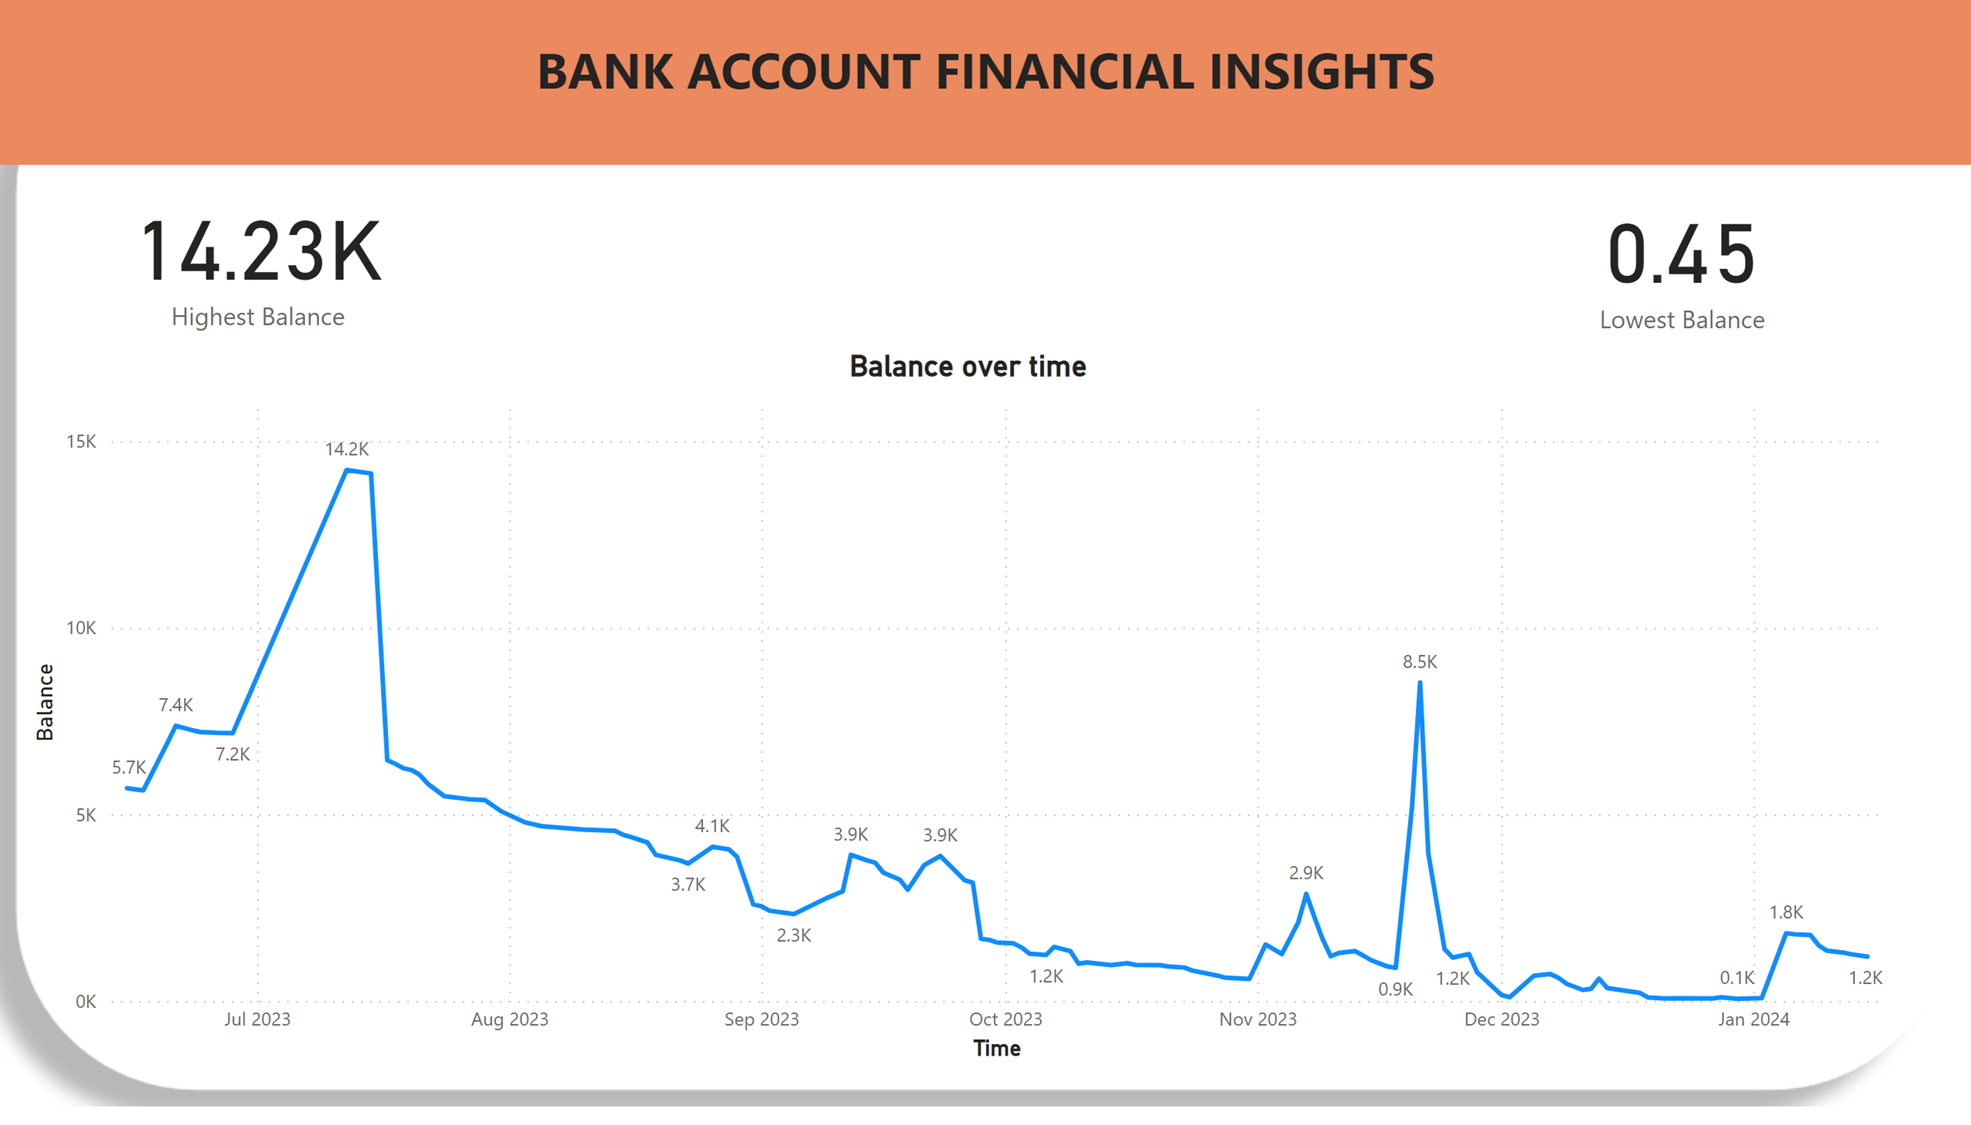 BANK ACCOUNT FINANCIAL INSIGHTS
14.23K
Highest Balance
0.45
Lowest Balance
Balance over time
Balance
15K
10K
5K
0K
5.7K
7.4K
7.2K
14.2K
3.7K
4.1K
2.3K
3.9K
3.9K
1.2K
2.9K
0.9K
8.5K
1.2K
0.1K
1.8K
1.2K
Jul 2023
Aug 2023
Sep 2023
Oct 2023
Nov 2023
Dec 2023
Jan 2024
Time